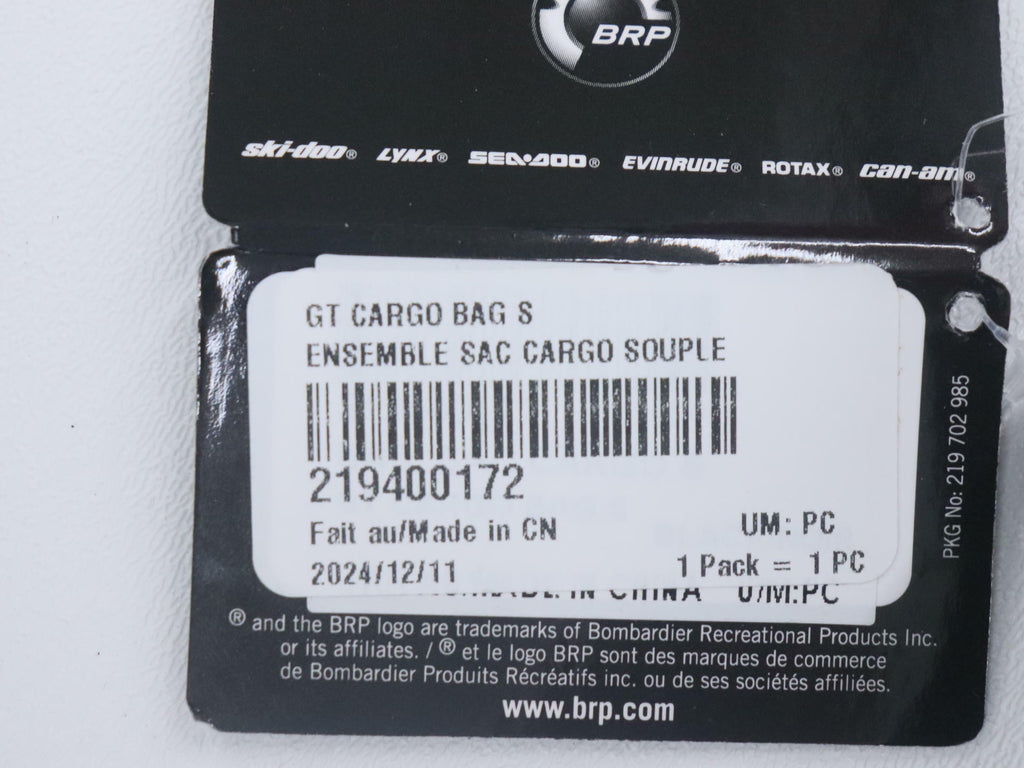 BRP
ski-doo® LYNX® SEA-DOO® EVINRUDE® ROTAX® can-am®
GT CARGO BAG S
ENSEMBLE SAC CARGO SOUPLE
219400172
Fait au/Made in CN
UM: PC
2024/12/11
1 Pack = 1 PC
IN CHINA U/M:PC
PKG No: 219 702 985
® and the BRP logo are trademarks of Bombardier Recreational Products Inc.
or its affiliates. / ® et le logo BRP sont des marques de commerce
de Bombardier Produits Récréatifs inc. ou de ses sociétés affiliées.
www.brp.com